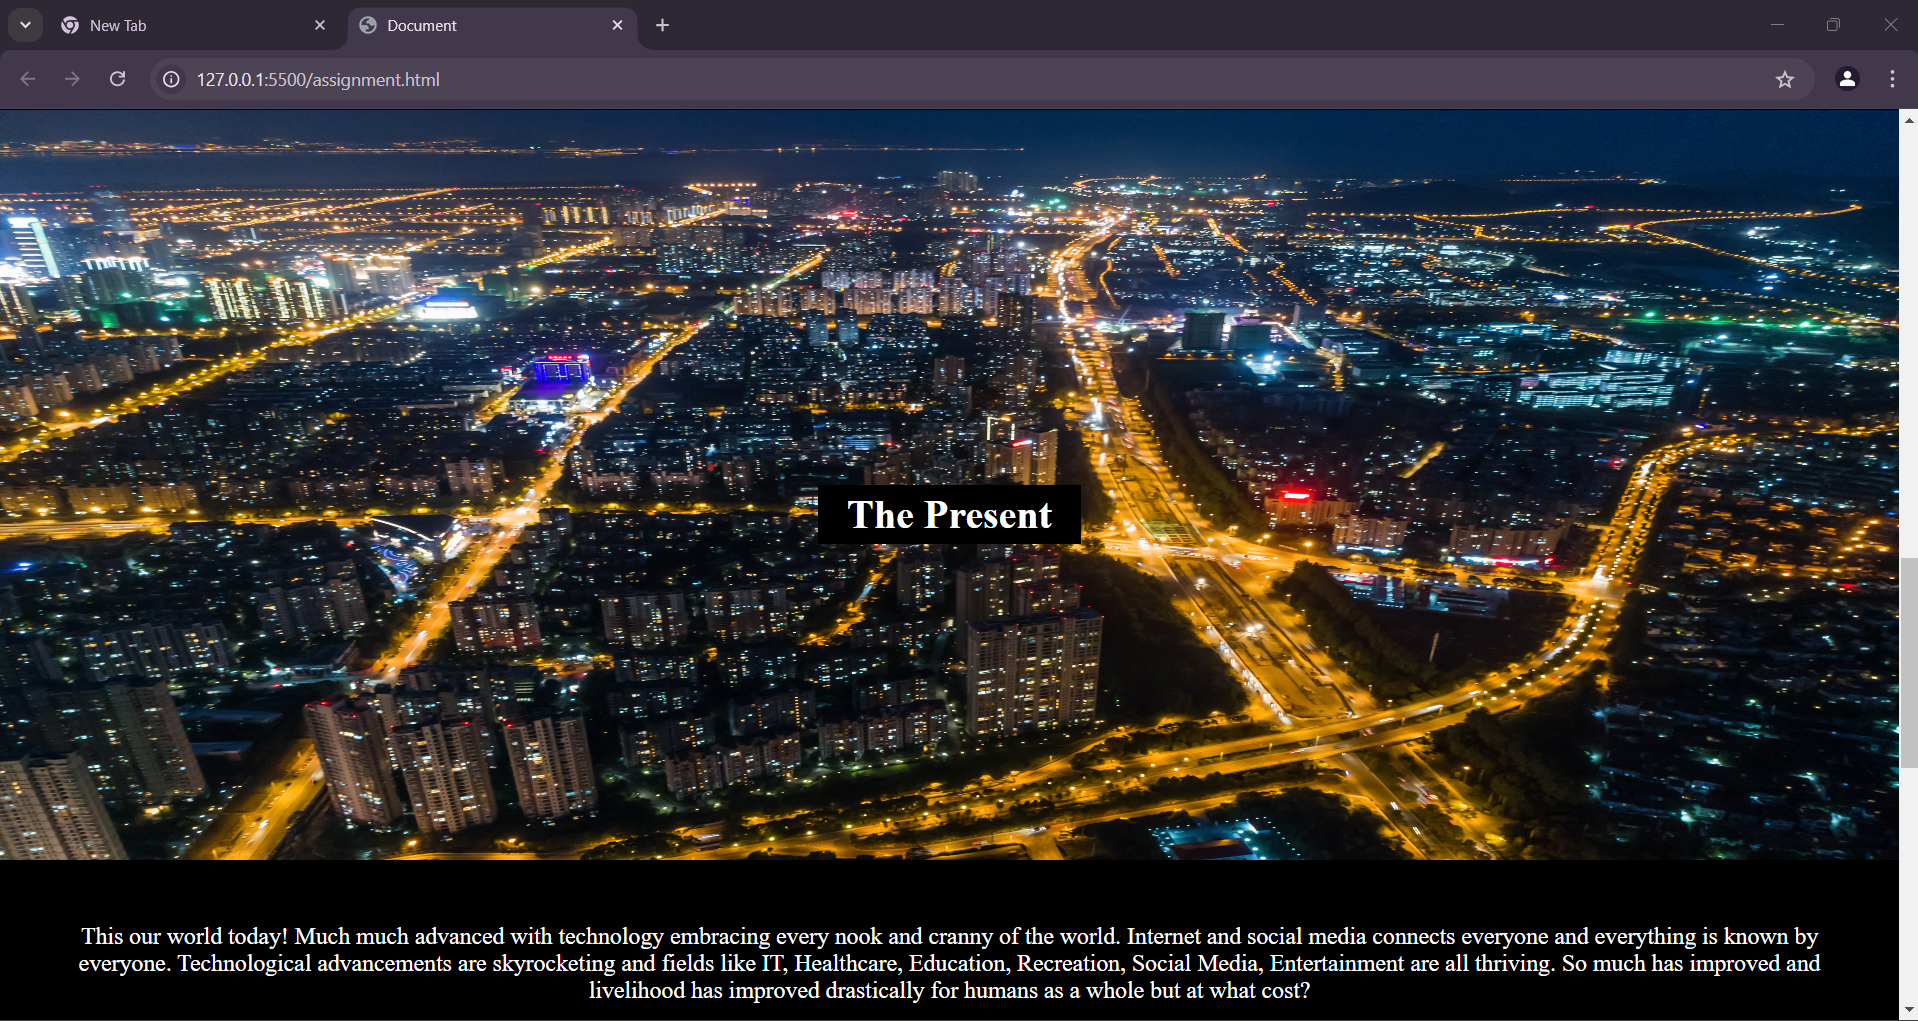 New Tab
Document
127.0.0.1:5500/assignment.html
The Present
This our world today! Much much advanced with technology embracing every nook and cranny of the world. Internet and social media connects everyone and everything is known by
everyone. Technological advancements are skyrocketing and fields like IT, Healthcare, Education, Recreation, Social Media, Entertainment are all thriving. So much has improved and
livelihood has improved drastically for humans as a whole but at what cost?